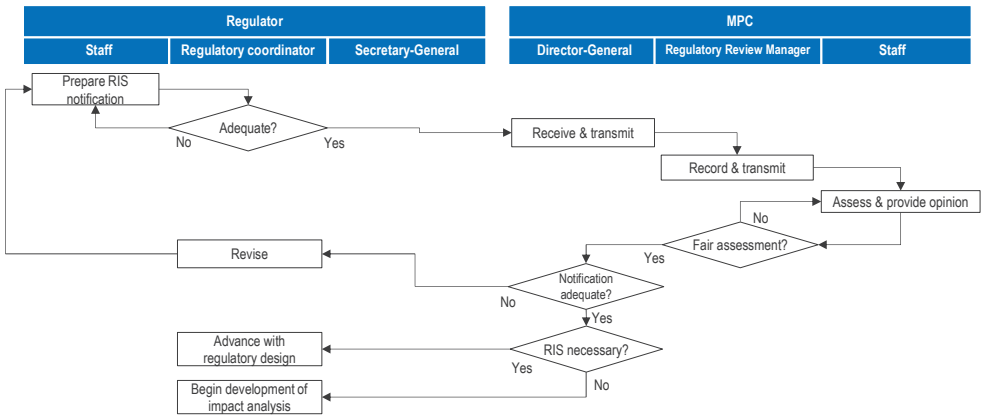 Regulator
MPC
Staff
Regulatory coordinator
Secretary-General
Director-General
Regulatory Review Manager
Staff
Prepare RIS
notification
Adequate?
No
Yes
Receive & transmit
Record & transmit
Assess & provide opinion
No
Fair assessment?
Yes
Revise
Notification
adequate?
No
Yes
Advance with
regulatory design
RIS necessary?
Yes
No
Begin development of
impact analysis